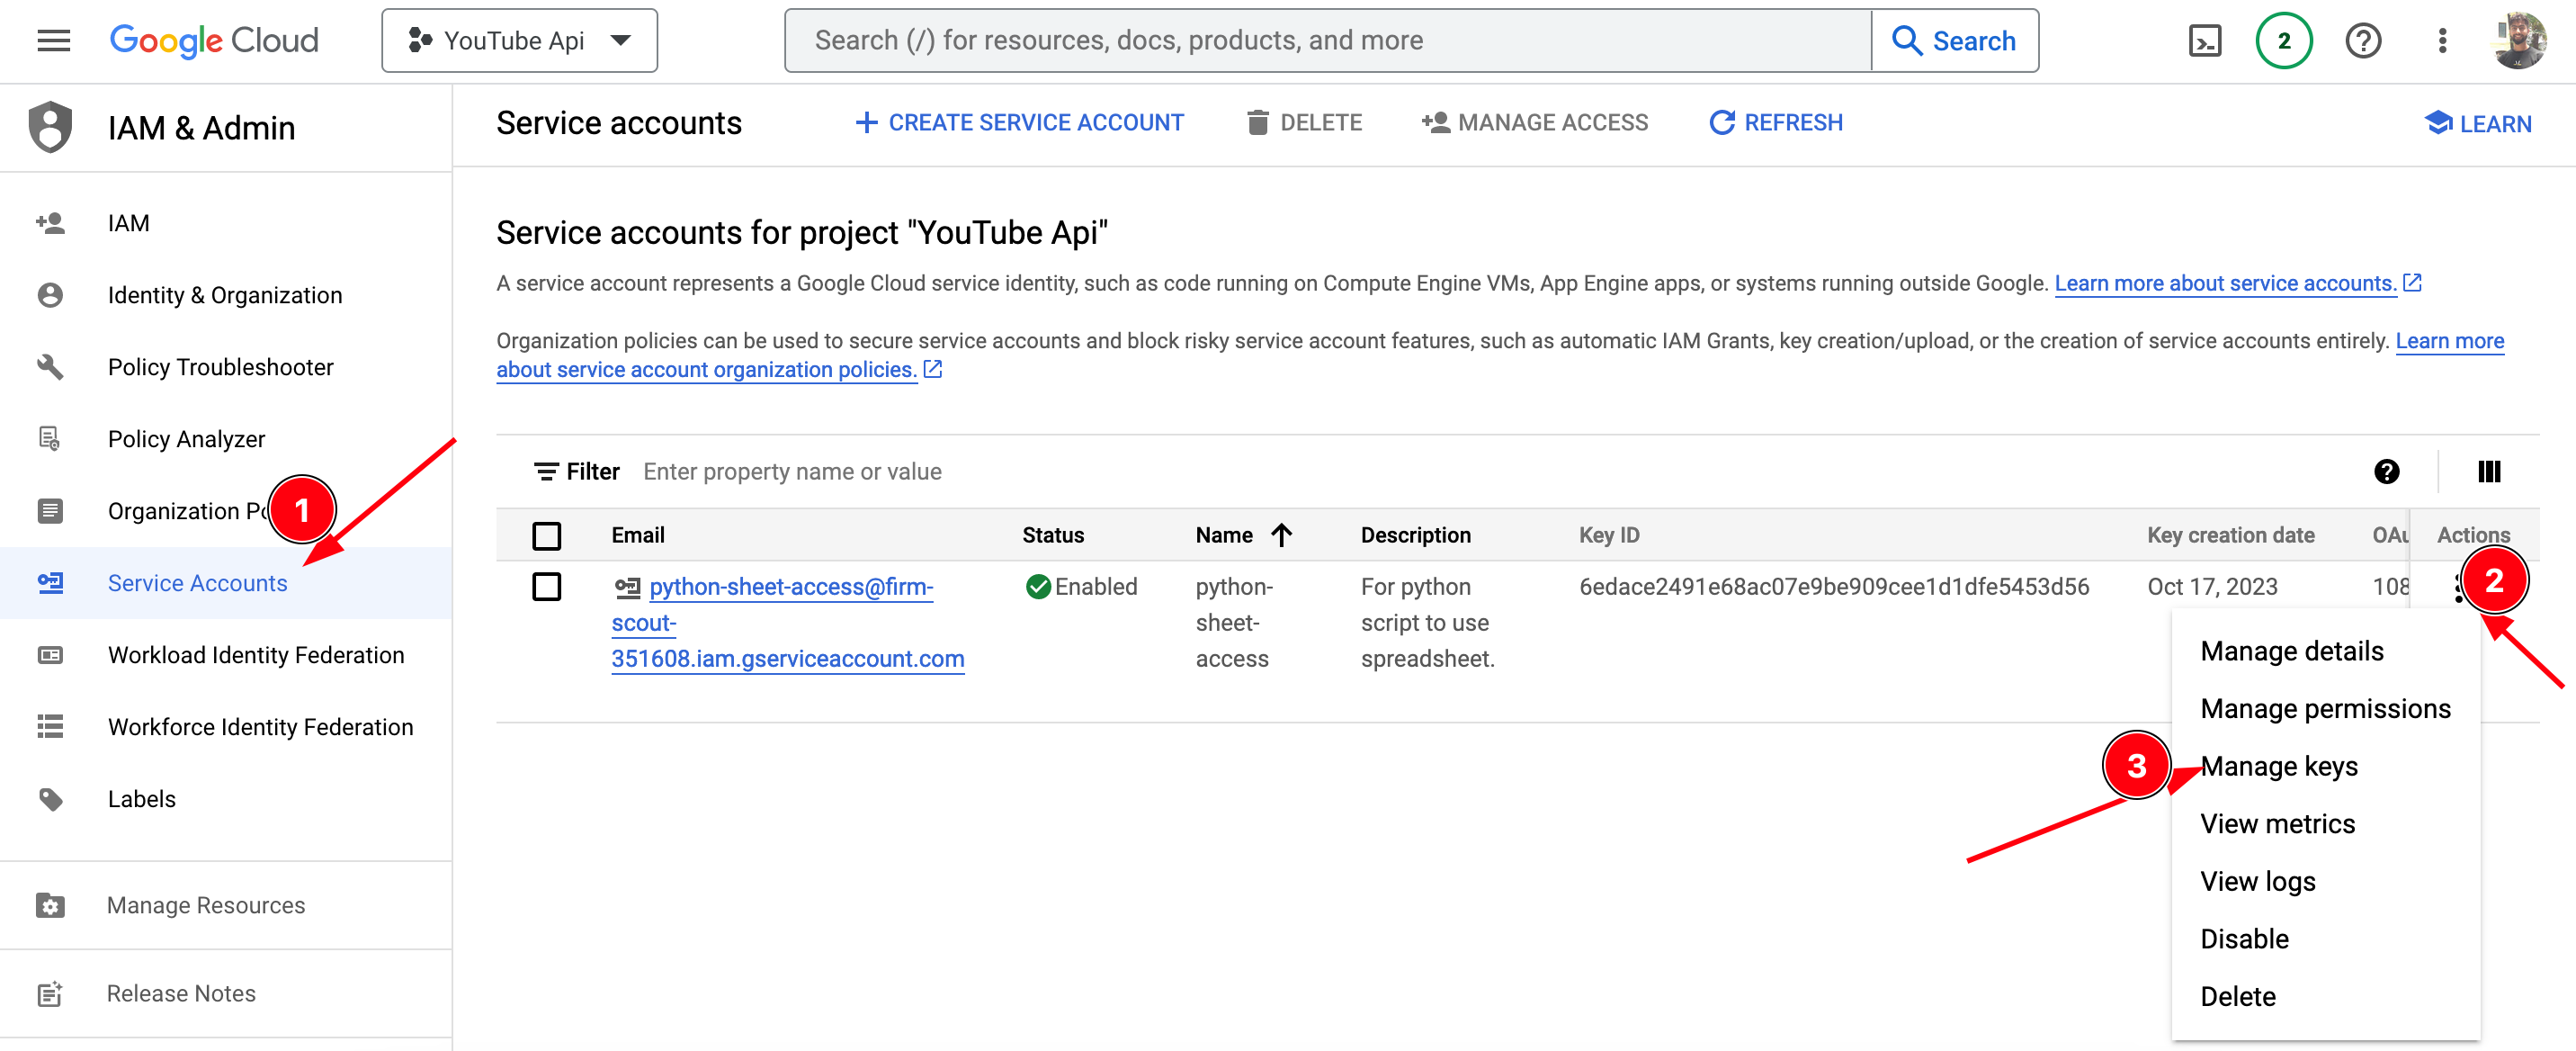 Google Cloud
YouTube Api
Search (/) for resources, docs, products, and more
Search
2
IAM & Admin
Service accounts
CREATE SERVICE ACCOUNT
DELETE
MANAGE ACCESS
REFRESH
LEARN
IAM
Identity & Organization
Policy Troubleshooter
Policy Analyzer
Organization
1
Service Accounts
Workload Identity Federation
Workforce Identity Federation
Labels
Manage Resources
Release Notes
Service accounts for project "YouTube Api"
A service account represents a Google Cloud service identity, such as code running on Compute Engine VMs, App Engine apps, or systems running outside Google. Learn more about service accounts.
Organization policies can be used to secure service accounts and block risky service account features, such as automatic IAM Grants, key creation/upload, or the creation of service accounts entirely. Learn more
about service account organization policies.
Filter Enter property name or value
Email Status Name Description Key ID Key creation date OAu Actions
python-sheet-access@firm- Enabled python- For python 6edace2491e68ac07e9be909cee1d1dfe5453d56 Oct 17, 2023 108 2
scout- sheet- script to use
351608.iam.gserviceaccount.com access spreadsheet.
Manage details
Manage permissions
3 Manage keys
View metrics
View logs
Disable
Delete